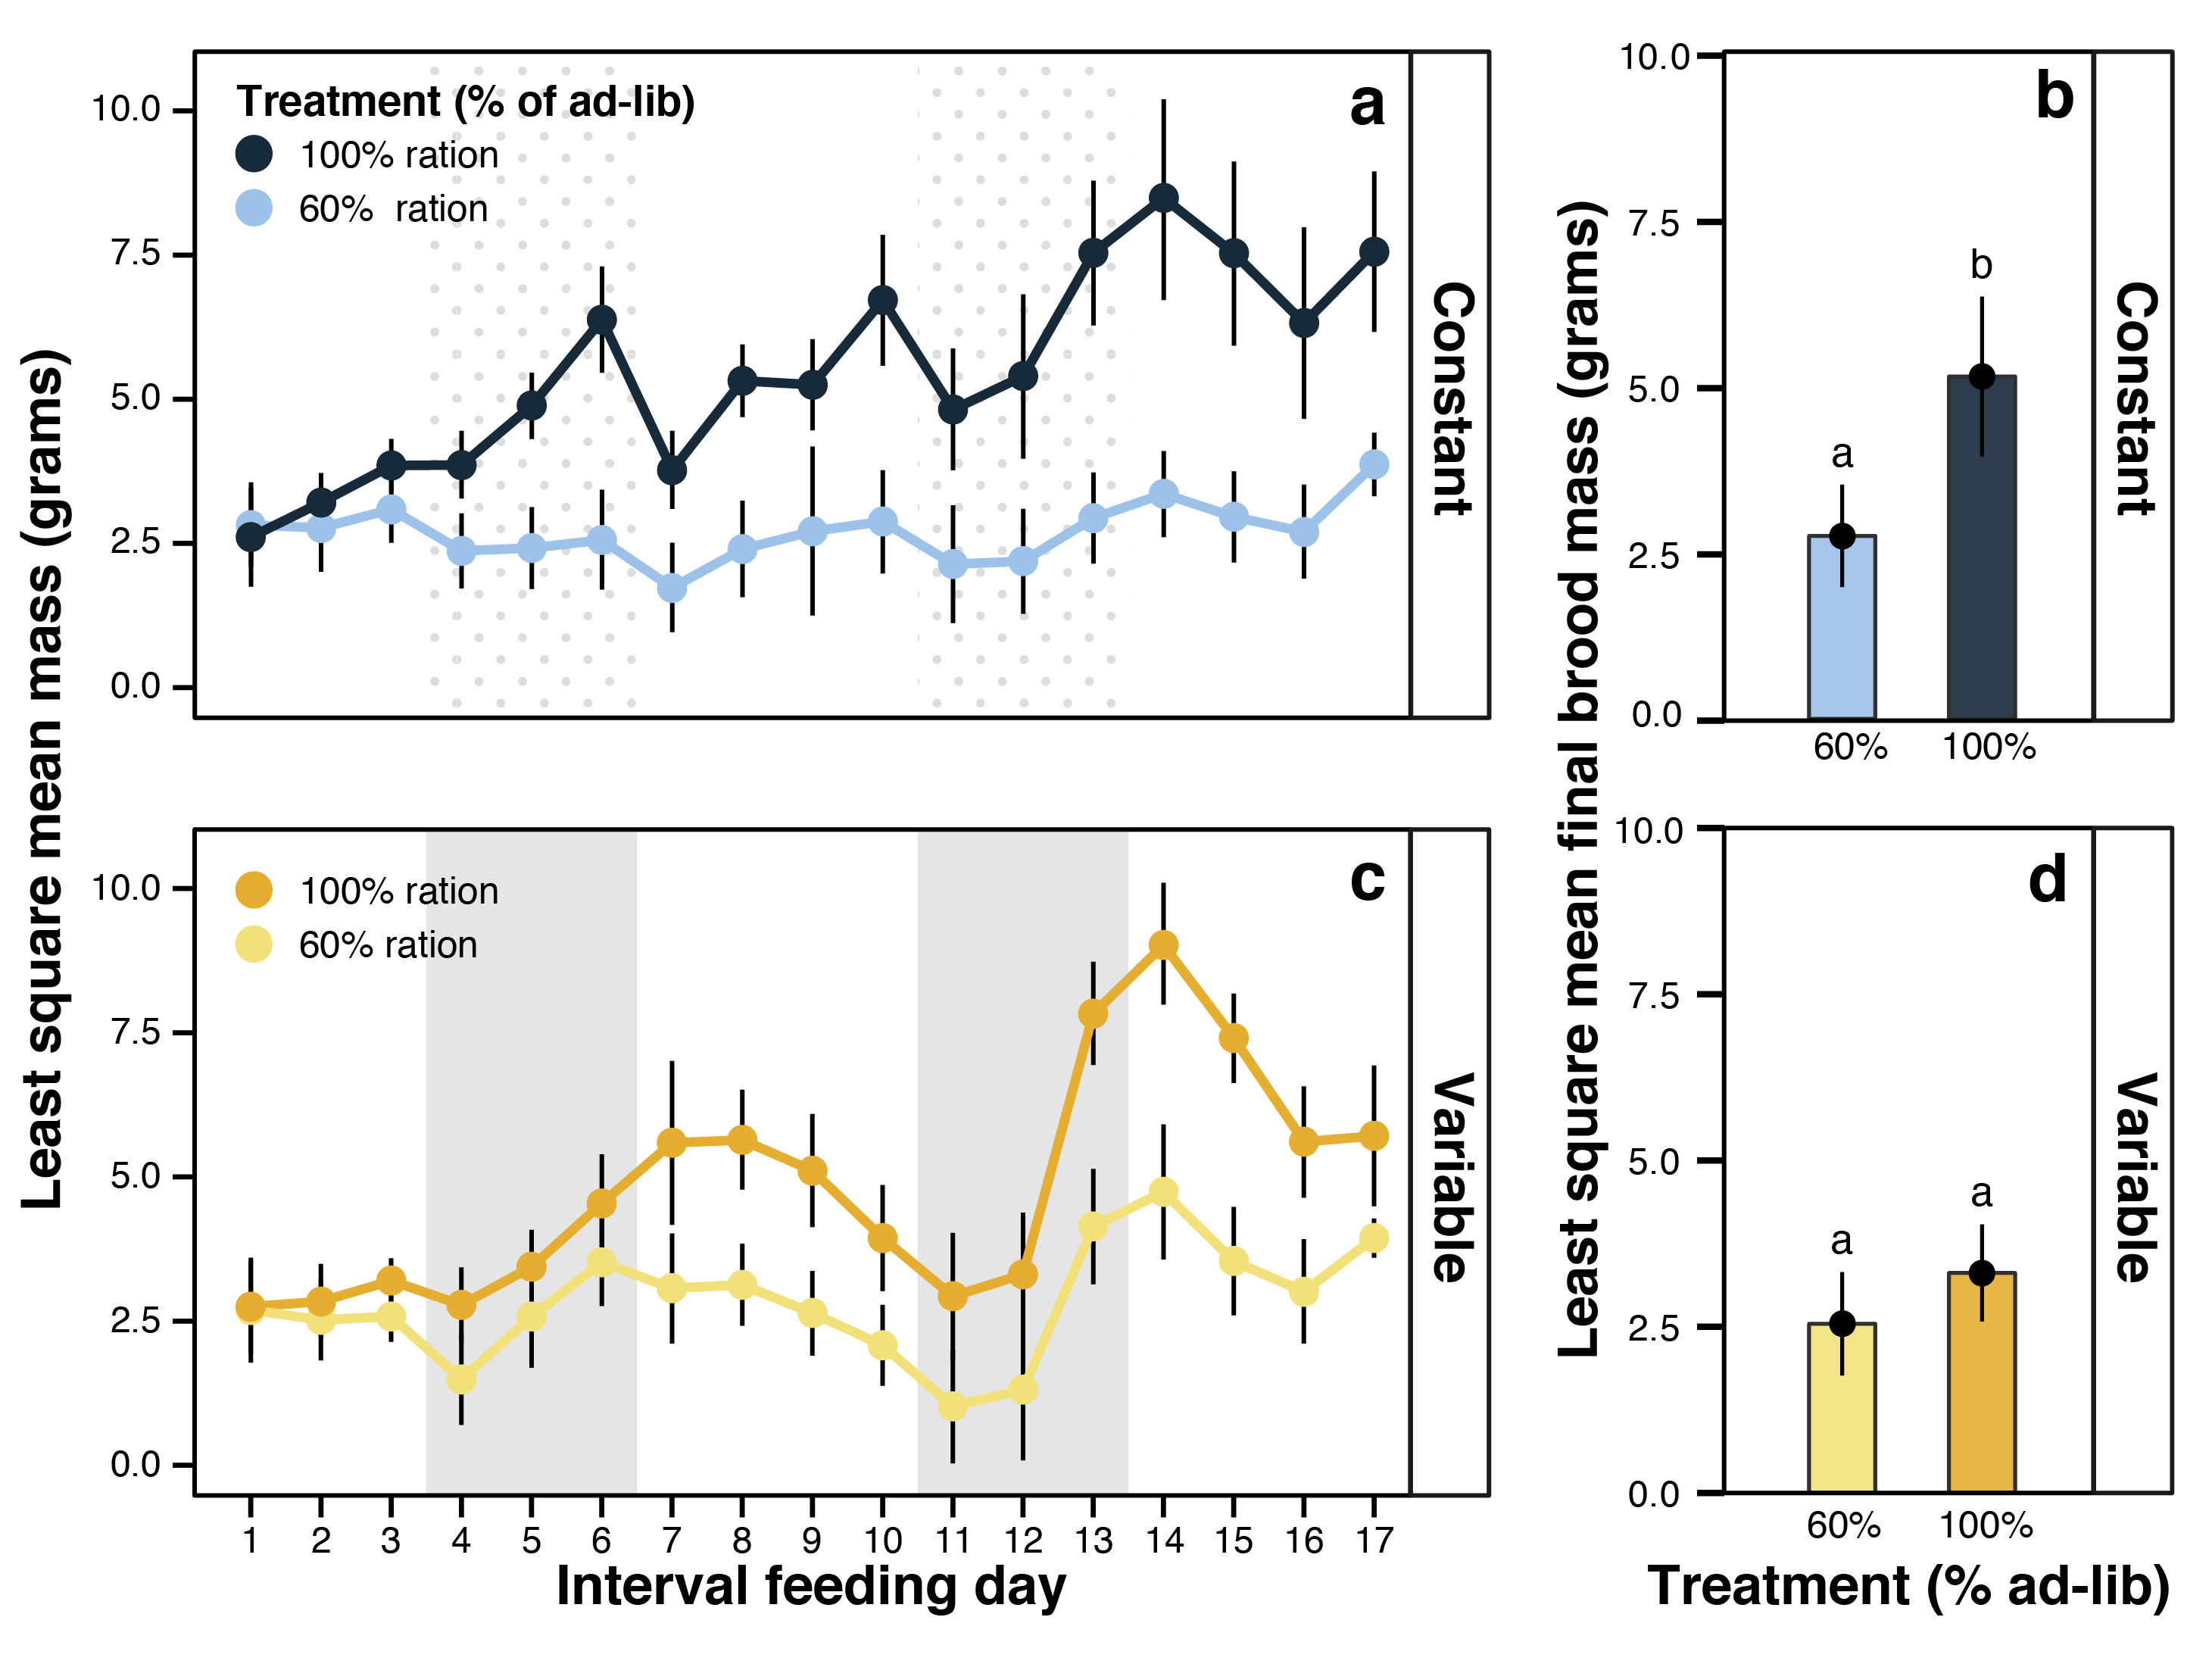 Least square mean mass (grams)
Treatment (% of ad-lib)
100% ration
60%  ration
a
10.0
7.5
5.0
2.5
0.0
Constant
100% ration
60% ration
c
10.0
7.5
5.0
2.5
0.0
Variable
1 2 3 4 5 6 7 8 9 10 11 12 13 14 15 16 17
Interval feeding day
Least square mean final brood mass (grams)
b
10.0
7.5
5.0
2.5
0.0
a
b
60% 100%
Constant
d
10.0
7.5
5.0
2.5
0.0
a
a
60% 100%
Variable
Treatment (% ad-lib)